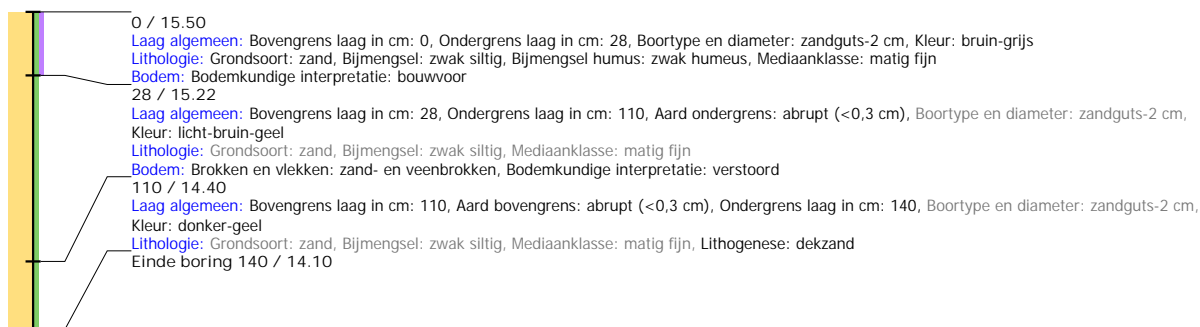 0 / 15.50
Laag algemeen: Bovengrens laag in cm: 0, Ondergrens laag in cm: 28, Boortype en diameter: zandguts-2 cm, Kleur: bruin-grijs
Lithologie: Grondsoort: zand, Bijmengsel: zwak siltig, Bijmengsel humus: zwak humeus, Mediaanklasse: matig fijn
Bodem: Bodemkundige interpretatie: bouwvoor
28 / 15.22
Laag algemeen: Bovengrens laag in cm: 28, Ondergrens laag in cm: 110, Aard ondergrens: abrupt (<0,3 cm), Boortype en diameter: zandguts-2 cm,
Kleur: licht-bruin-geel
Lithologie: Grondsoort: zand, Bijmengsel: zwak siltig, Mediaanklasse: matig fijn
Bodem: Brokken en vlekken: zand- en veenbrokken, Bodemkundige interpretatie: verstoord
110 / 14.40
Laag algemeen: Bovengrens laag in cm: 110, Aard bovengrens: abrupt (<0,3 cm), Ondergrens laag in cm: 140, Boortype en diameter: zandguts-2 cm,
Kleur: donker-geel
Lithologie: Grondsoort: zand, Bijmengsel: zwak siltig, Mediaanklasse: matig fijn, Lithogenese: dekzand
Einde boring 140 / 14.10